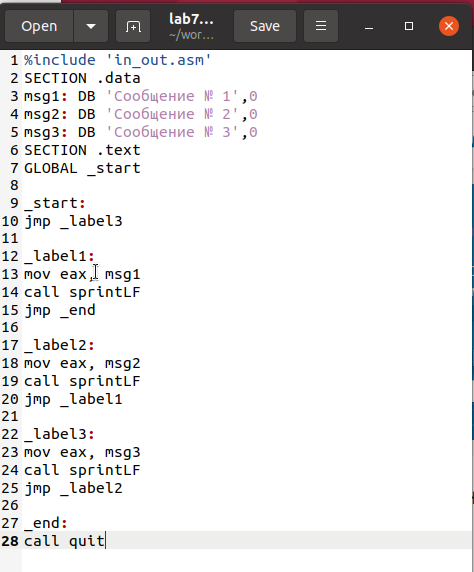 Open
lab7...
~/wor...
Save
1 %include 'in_out.asm'
2 SECTION .data
3 msg1: DB 'Сообщение № 1',0
4 msg2: DB 'Сообщение № 2',0
5 msg3: DB 'Сообщение № 3',0
6 SECTION .text
7 GLOBAL _start
8
9 _start:
10 jmp _label3
11
12 _label1:
13 mov eax, msg1
14 call sprintLF
15 jmp _end
16
17 _label2:
18 mov eax, msg2
19 call sprintLF
20 jmp _label1
21
22 _label3:
23 mov eax, msg3
24 call sprintLF
25 jmp _label2
26
27 _end:
28 call quit